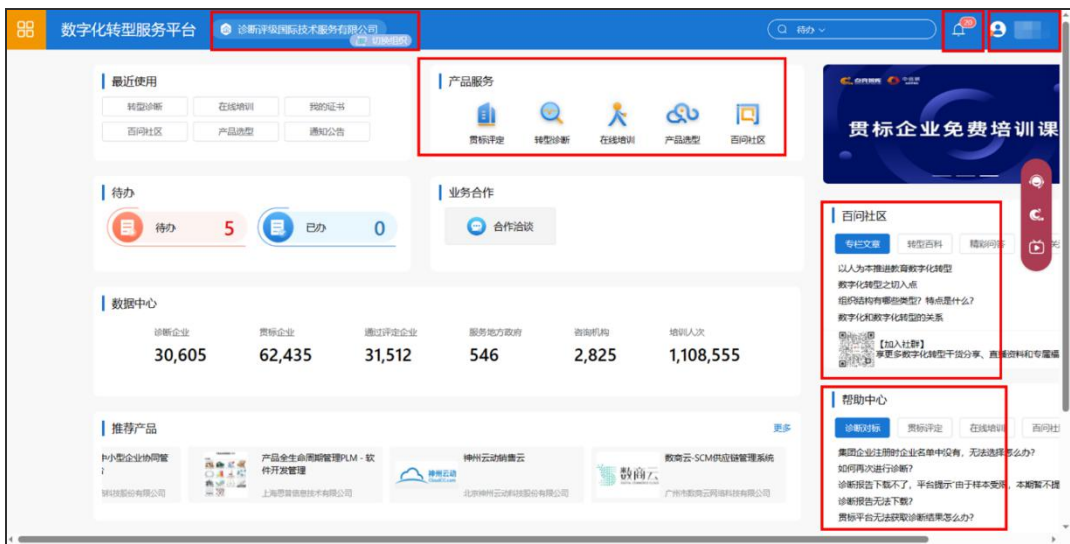 数字化转型服务平台
诊断评级国际技术服务有限公司
切换组织
待办
20
最近使用
转型诊断 在线培训 我的证书
百问社区 产品选型 通知公告
产品服务
贯标评定 转型诊断 在线培训 产品选型 百问社区
贯标企业免费培训课
待办
待办 5 已办 0
业务合作
合作洽谈
数据中心
诊断企业 贯标企业 通过评定企业 服务地方政府 咨询机构 培训人次
30,605 62,435 31,512 546 2,825 1,108,555
推荐产品
更多
中小型企业协同管
产品全生命周期管理PLM - 软件开发管理
上海思普信息技术有限公司
神州云动
神州云动销售云
北京神州云动科技股份有限公司
数商云
数商云-SCM供应链管理系统
广州市数商云网络科技有限公司
百问社区
专栏文章 转型百科 精彩问答
以人为本推进教育数字化转型
数字化转型之切入点
组织结构有哪些类型?特点是什么?
数字化和数字化转型的关系
【加入社群】
享更多数字化转型干货分享、直播资料和专属福
帮助中心
诊断对标 贯标评定 在线培训 百问社
集团企业注册时企业名单中没有,无法选择怎么办?
如何再次进行诊断?
诊断报告下载不了,平台提示“由于样本受限,本期暂不提
诊断报告无法下载?
贯标平台无法获取诊断结果怎么办?